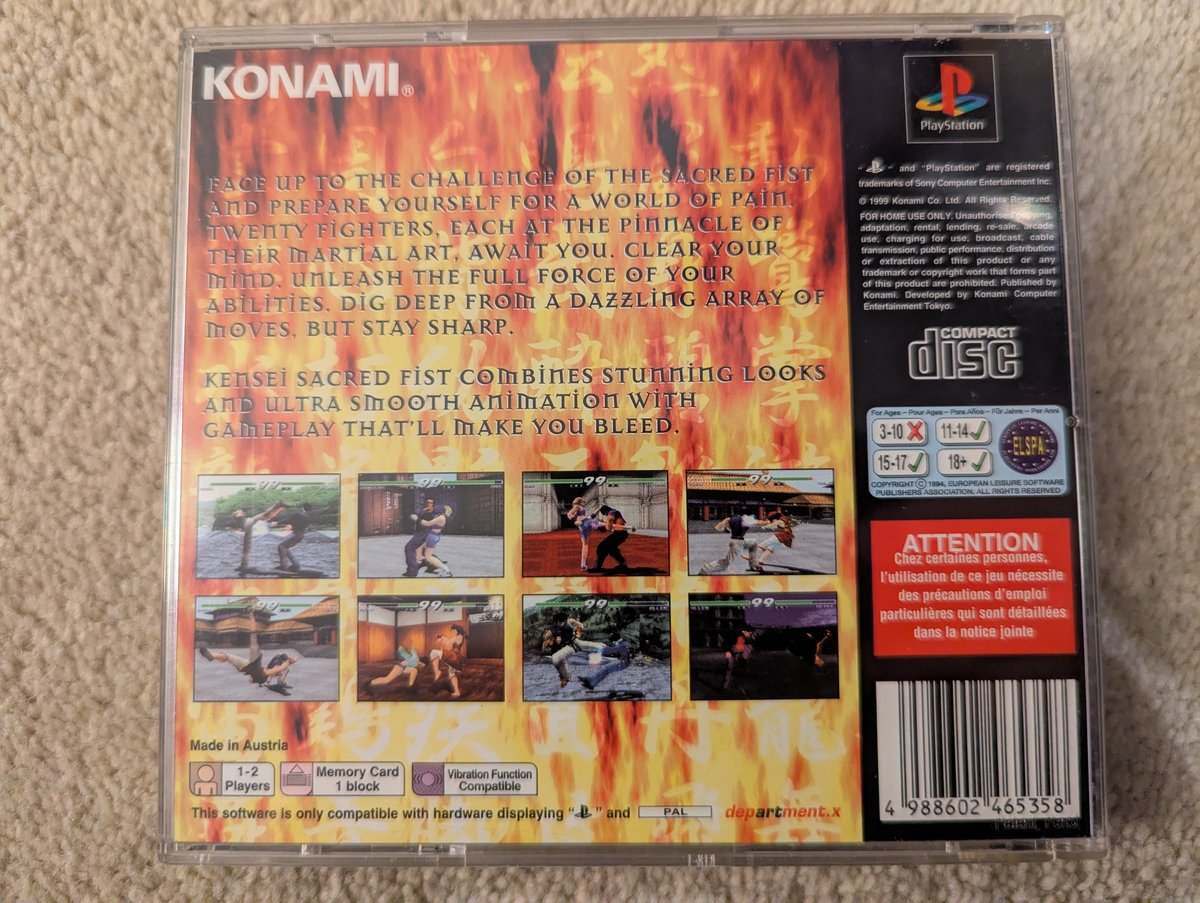 KONAMI®
FACE UP TO THE CHALLENGE OF THE SACRED FIST
AND PREPARE YOURSELF FOR A WORLD OF PAIN.
TWENTY FIGHTERS, EACH AT THE PINNACLE OF
THEIR MARTIAL ART, AWAIT YOU. CLEAR YOUR
MIND. UNLEASH THE FULL FORCE OF YOUR
ABILITIES. DIG DEEP FROM A DAZZLING ARRAY OF
MOVES, BUT STAY SHARP.
KENSEI SACRED FIST COMBINES STUNNING LOOKS
AND ULTRA SMOOTH ANIMATION WITH
GAMEPLAY THAT'LL MAKE YOU BLEED.
99
99
99
99
99
99
99
99
Made in Austria
1-2
Players
Memory Card
1 block
Vibration Function
Compatible
This software is only compatible with hardware displaying " " and PAL
department.x
PlayStation
" " and "PlayStation" are registered
trademarks of Sony Computer Entertainment Inc.
© 1999 Konami Co. Ltd. All Rights Reserved.
FOR HOME USE ONLY. Unauthorised copying,
adaptation, rental, lending, re-sale, arcade
use, charging for use, broadcast, cable
transmission, public performance, distribution
or extraction of this product or any
trademark or copyright work that forms part
of this product are prohibited. Published by
Konami. Developed by Konami Computer
Entertainment Tokyo.
COMPACT
disc
For Ages – Pour Ages – Para Años – Für Jahre – Per Anni
3-10 11-14
15-17 18+
ELSPA
COPYRIGHT © 1994, EUROPEAN LEISURE SOFTWARE
PUBLISHERS ASSOCIATION. ALL RIGHTS RESERVED
ATTENTION
Chez certaines personnes,
l'utilisation de ce jeu nécessite
des précautions d'emploi
particulières qui sont détaillées
dans la notice jointe
4 988602 465358